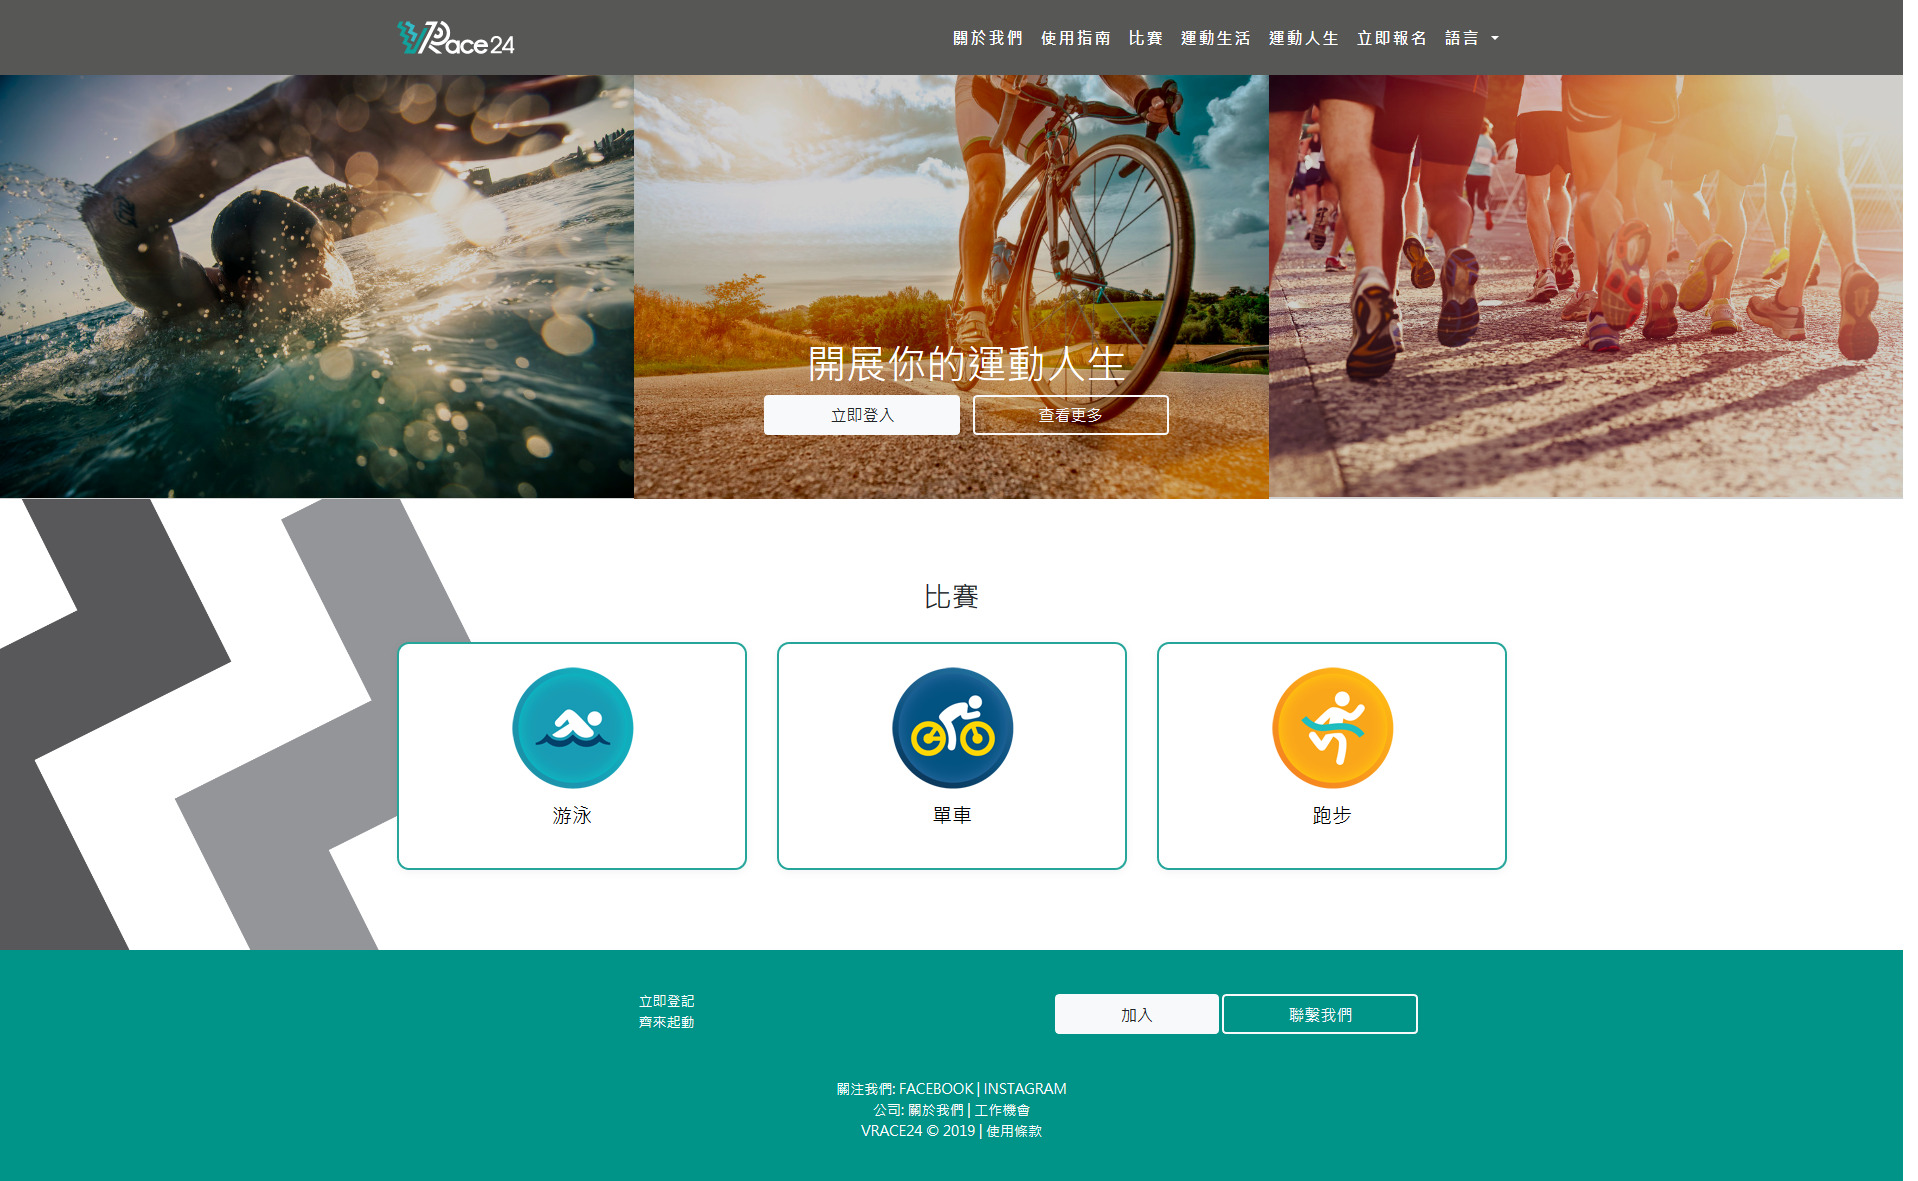 VRace24
關於我們 使用指南 比賽 運動生活 運動人生 立即報名 語言
開展你的運動人生
立即登入 查看更多
比賽
游泳 單車 跑步
立即登記
齊來起動
加入 聯繫我們
關注我們: FACEBOOK | INSTAGRAM
公司: 關於我們 | 工作機會
VRACE24 © 2019 | 使用條款